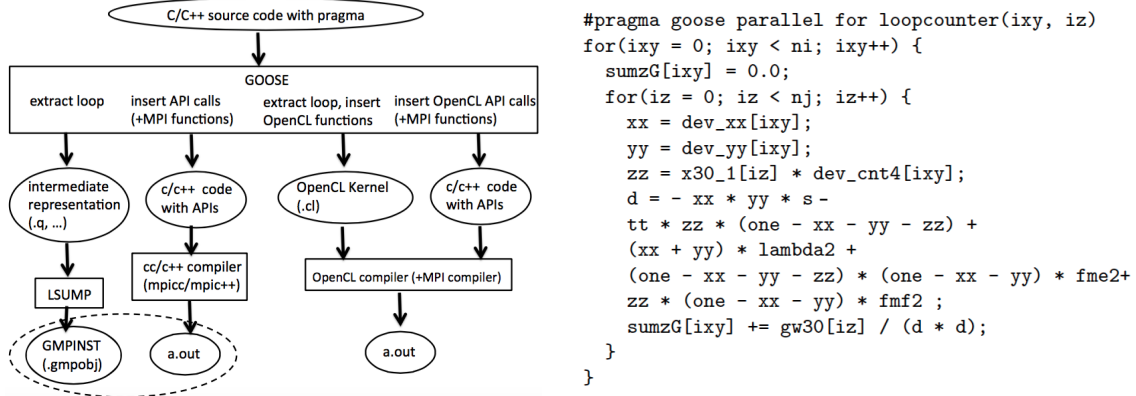 C/C++ source code with pragma
GOOSE
extract loop
insert API calls
(+MPI functions)
extract loop, insert
OpenCL functions
insert OpenCL API calls
(+MPI functions)
intermediate
representation
(.q, ...)
c/c++ code
with APIs
OpenCL Kernel
(.cl)
c/c++ code
with APIs
LSUMP
cc/c++ compiler
(mpicc/mpic++)
OpenCL compiler (+MPI compiler)
GMPINST
(.gmpobj)
a.out
a.out
#pragma goose parallel for loopcounter(ixy, iz)
for(ixy = 0; ixy < ni; ixy++) {
sumzG[ixy] = 0.0;
for(iz = 0; iz < nj; iz++) {
xx = dev_xx[ixy];
yy = dev_yy[ixy];
zz = x30_1[iz] * dev_cnt4[ixy];
d = - xx * yy * s -
tt * zz * (one - xx - yy - zz) +
(xx + yy) * lambda2 +
(one - xx - yy - zz) * (one - xx - yy) * fme2+
zz * (one - xx - yy) * fmf2 ;
sumzG[ixy] += gw30[iz] / (d * d);
}
}